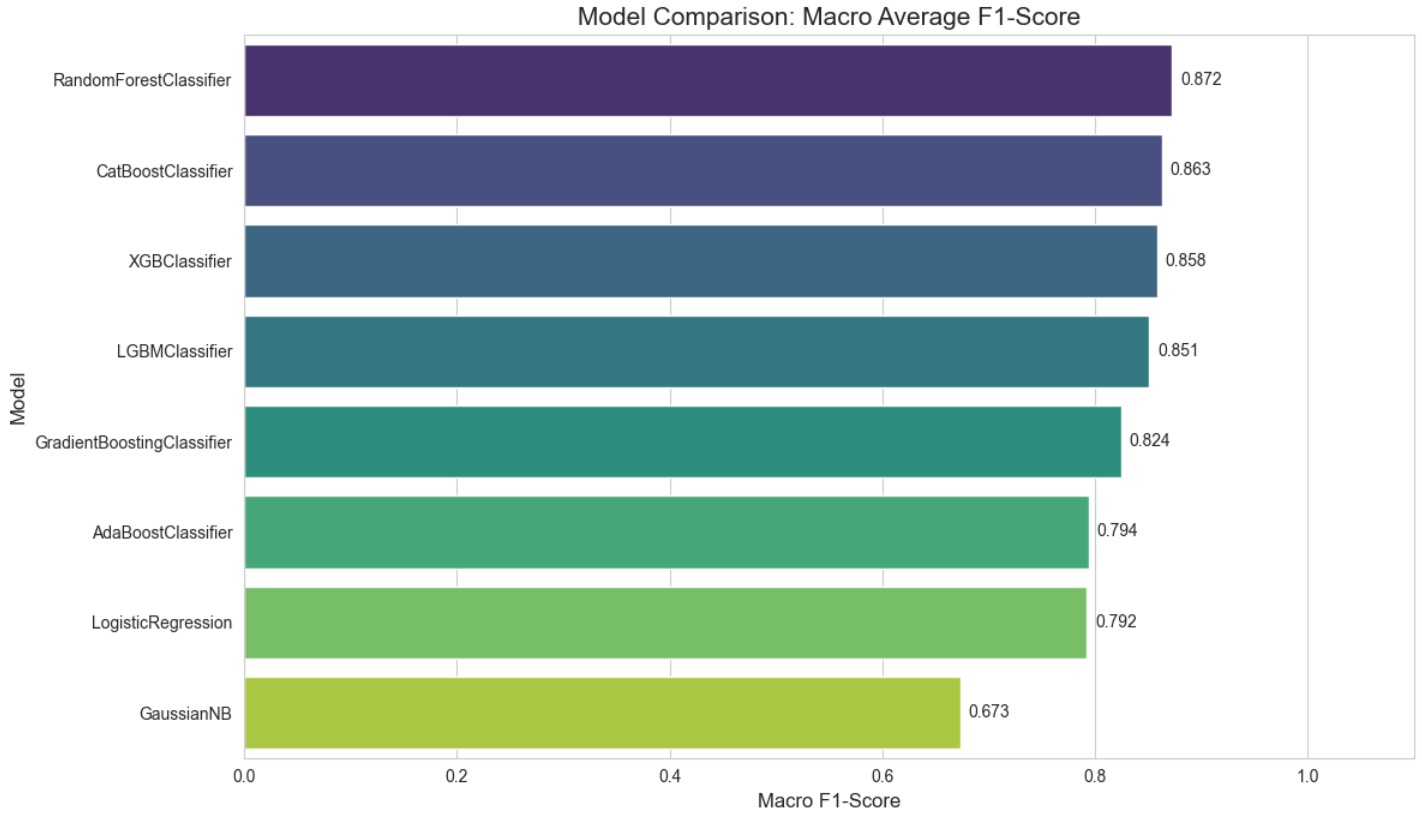 Model Comparison: Macro Average F1-Score
RandomForestClassifier
0.872
CatBoostClassifier
0.863
XGBClassifier
0.858
LGBMClassifier
0.851
GradientBoostingClassifier
0.824
AdaBoostClassifier
0.794
LogisticRegression
0.792
GaussianNB
0.673
Model
0.0 0.2 0.4 0.6 0.8 1.0
Macro F1-Score